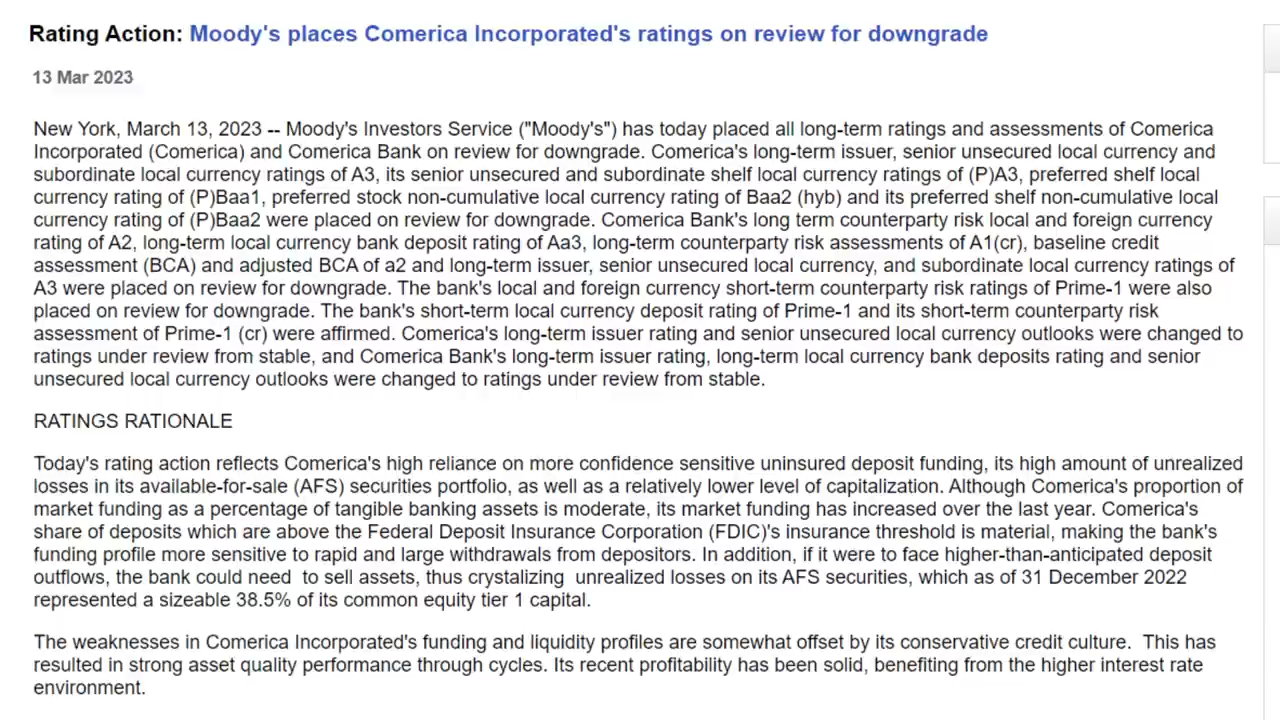 Rating Action: Moody's places Comerica Incorporated's ratings on review for downgrade
13 Mar 2023
New York, March 13, 2023 -- Moody's Investors Service ("Moody's") has today placed all long-term ratings and assessments of Comerica
Incorporated (Comerica) and Comerica Bank on review for downgrade. Comerica's long-term issuer, senior unsecured local currency and
subordinate local currency ratings of A3, its senior unsecured and subordinate shelf local currency ratings of (P)A3, preferred shelf local
currency rating of (P)Baa1, preferred stock non-cumulative local currency rating of Baa2 (hyb) and its preferred shelf non-cumulative local
currency rating of (P)Baa2 were placed on review for downgrade. Comerica Bank's long term counterparty risk local and foreign currency
rating of A2, long-term local currency bank deposit rating of Aa3, long-term counterparty risk assessments of A1(cr), baseline credit
assessment (BCA) and adjusted BCA of a2 and long-term issuer, senior unsecured local currency, and subordinate local currency ratings of
A3 were placed on review for downgrade. The bank's local and foreign currency short-term counterparty risk ratings of Prime-1 were also
placed on review for downgrade. The bank's short-term local currency deposit rating of Prime-1 and its short-term counterparty risk
assessment of Prime-1 (cr) were affirmed. Comerica's long-term issuer rating and senior unsecured local currency outlooks were changed to
ratings under review from stable, and Comerica Bank's long-term issuer rating, long-term local currency bank deposits rating and senior
unsecured local currency outlooks were changed to ratings under review from stable.
RATINGS RATIONALE
Today's rating action reflects Comerica's high reliance on more confidence sensitive uninsured deposit funding, its high amount of unrealized
losses in its available-for-sale (AFS) securities portfolio, as well as a relatively lower level of capitalization. Although Comerica's proportion of
market funding as a percentage of tangible banking assets is moderate, its market funding has increased over the last year. Comerica's
share of deposits which are above the Federal Deposit Insurance Corporation (FDIC)'s insurance threshold is material, making the bank's
funding profile more sensitive to rapid and large withdrawals from depositors. In addition, if it were to face higher-than-anticipated deposit
outflows, the bank could need to sell assets, thus crystalizing unrealized losses on its AFS securities, which as of 31 December 2022
represented a sizeable 38.5% of its common equity tier 1 capital.
The weaknesses in Comerica Incorporated's funding and liquidity profiles are somewhat offset by its conservative credit culture. This has
resulted in strong asset quality performance through cycles. Its recent profitability has been solid, benefiting from the higher interest rate
environment.